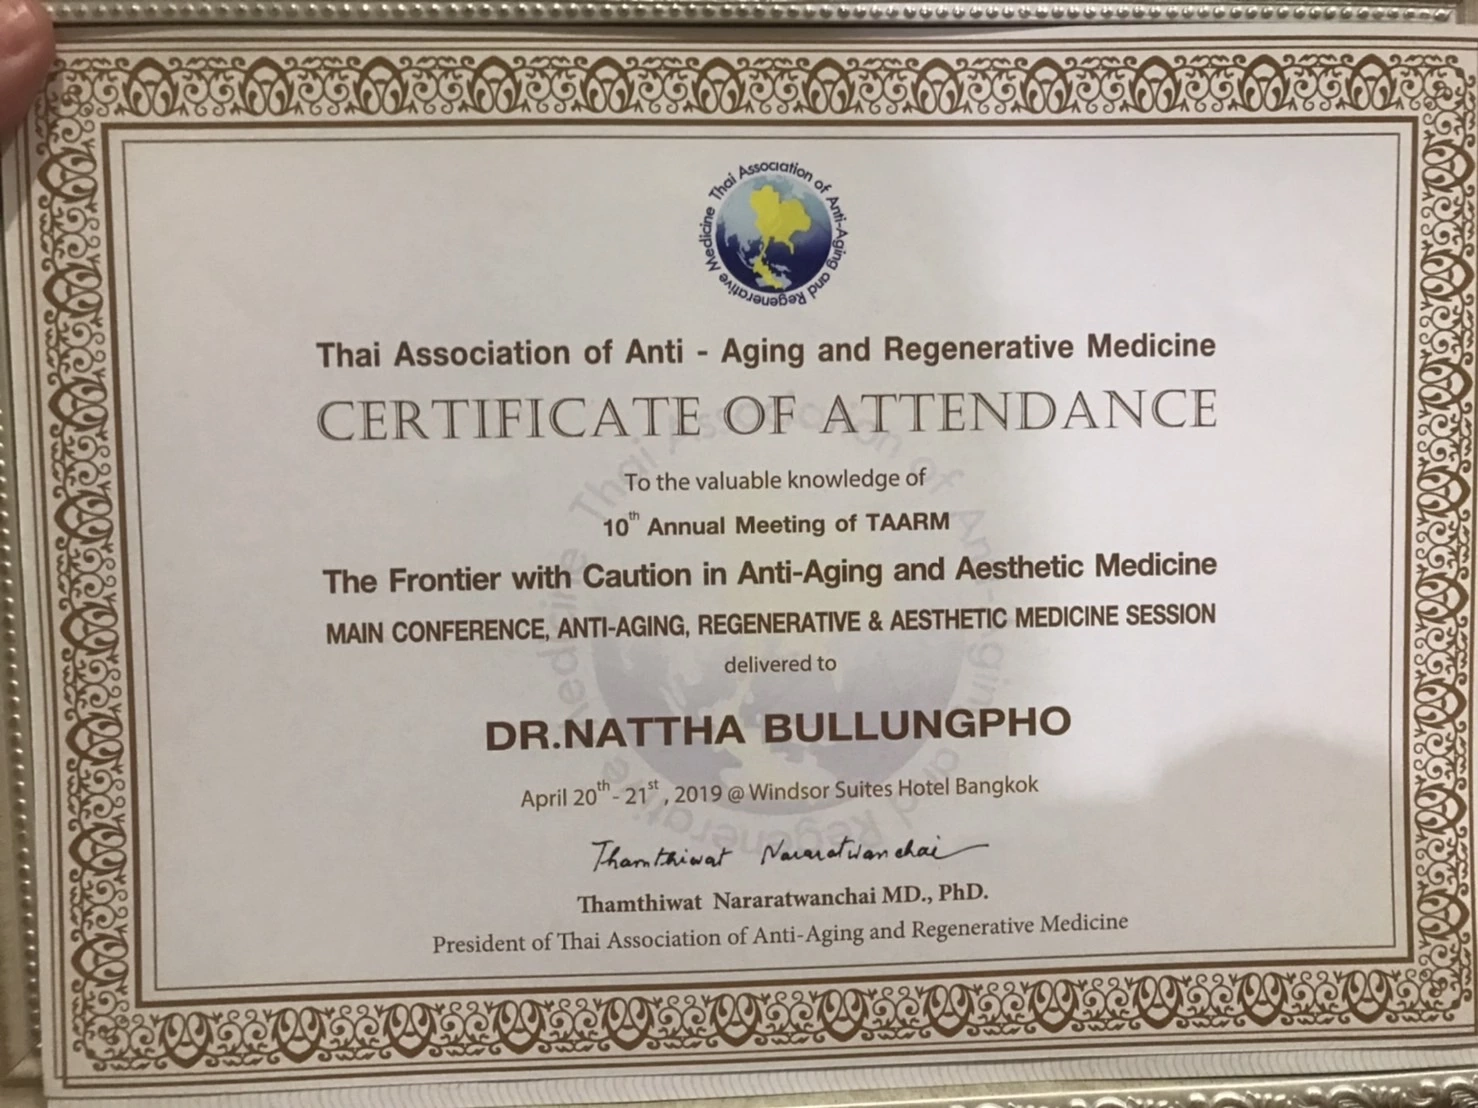 Thai Association of Anti-Aging and Regenerative Medicine
Thai Association of Anti - Aging and Regenerative Medicine
CERTIFICATE OF ATTENDANCE
To the valuable knowledge of
10th Annual Meeting of TAARM
The Frontier with Caution in Anti-Aging and Aesthetic Medicine
MAIN CONFERENCE, ANTI-AGING, REGENERATIVE & AESTHETIC MEDICINE SESSION
delivered to
DR.NATTHA BULLUNGPHO
April 20th - 21st , 2019 @ Windsor Suites Hotel Bangkok
Thamthiwat Nararatwanchai
Thamthiwat Nararatwanchai MD., PhD.
President of Thai Association of Anti-Aging and Regenerative Medicine